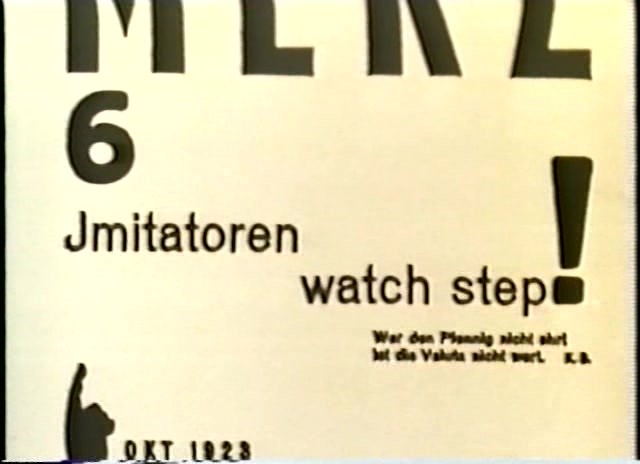 MERZ
6
Jmitatoren
watch step!
Wer den Pfennig nicht ehrt
ist die Valuta nicht wert. K. S.
OKT 1923